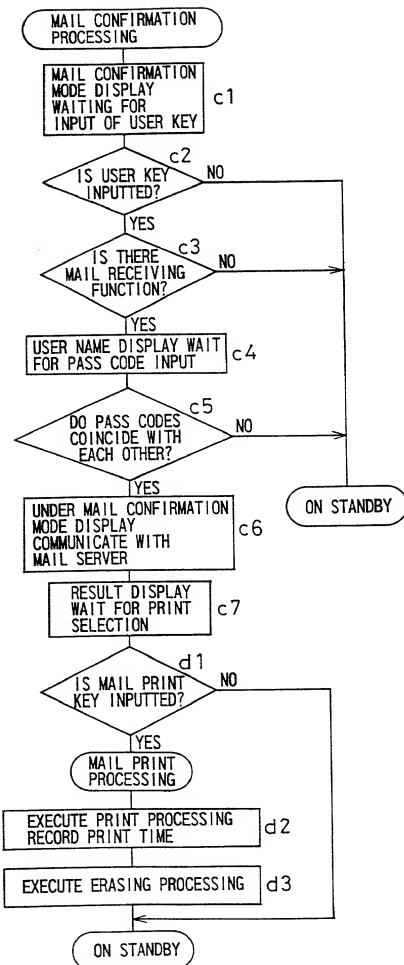 MAIL CONFIRMATION
PROCESSING
MAIL CONFIRMATION
MODE DISPLAY
WAITING FOR
INPUT OF USER KEY
c1
c2
IS USER KEY
INPUTTED?
NO
YES
c3
IS THERE
MAIL RECEIVING
FUNCTION?
NO
YES
USER NAME DISPLAY WAIT
FOR PASS CODE INPUT
c4
c5
DO PASS CODES
COINCIDE WITH
EACH OTHER?
NO
YES
ON STANDBY
UNDER MAIL CONFIRMATION
MODE DISPLAY
COMMUNICATE WITH
MAIL SERVER
c6
RESULT DISPLAY
WAIT FOR PRINT
SELECTION
c7
d1
IS MAIL PRINT
KEY INPUTTED?
NO
YES
MAIL PRINT
PROCESSING
EXECUTE PRINT PROCESSING
RECORD PRINT TIME
d2
EXECUTE ERASING PROCESSING
d3
ON STANDBY